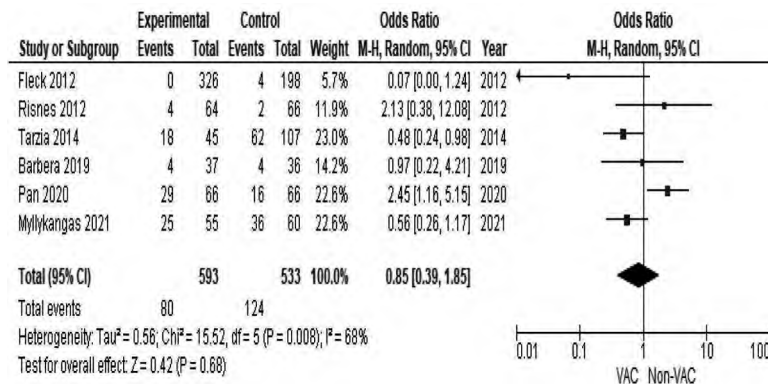 Experimental Control Odds Ratio Odds Ratio
Study or Subgroup Events Total Events Total Weight M-H, Random, 95% CI Year M-H, Random, 95% CI
Fleck 2012 0 326 4 198 5.7% 0.07 [0.00, 1.24] 2012
Risnes 2012 4 64 2 66 11.9% 2.13 [0.38, 12.08] 2012
Tarzia 2014 18 45 62 107 23.0% 0.48 [0.24, 0.98] 2014
Barbera 2019 4 37 4 36 14.2% 0.97 [0.22, 4.21] 2019
Pan 2020 29 66 16 66 22.6% 2.45 [1.16, 5.15] 2020
Myllykangas 2021 25 55 36 60 22.6% 0.56 [0.26, 1.17] 2021
Total (95% CI) 593 533 100.0% 0.85 [0.39, 1.85]
Total events 80 124
Heterogeneity: Tau² = 0.56; Chi² = 15.52, df = 5 (P = 0.008); I² = 68%
Test for overall effect: Z = 0.42 (P = 0.68)
0.01 0.1 1 10 100
VAC Non-VAC